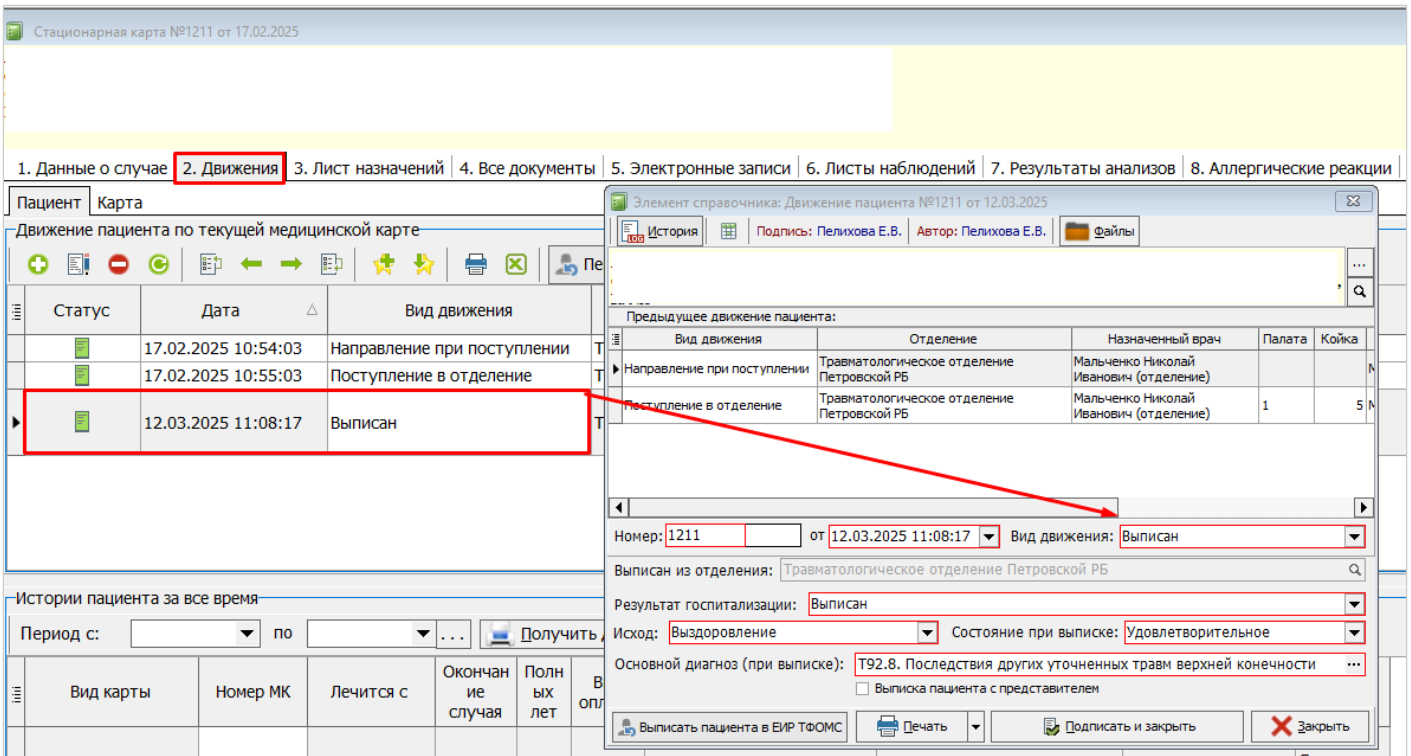 Стационарная карта №1211 от 17.02.2025
1. Данные о случае 2. Движения 3. Лист назначений 4. Все документы 5. Электронные записи 6. Листы наблюдений 7. Результаты анализов 8. Аллергические реакции
Пациент Карта
Движение пациента по текущей медицинской карте
Пе
Статус Дата Вид движения
17.02.2025 10:54:03 Направление при поступлении Т
17.02.2025 10:55:03 Поступление в отделение Т
12.03.2025 11:08:17 Выписан Т
Истории пациента за все время
Период с: по ... Получить
Вид карты Номер МК Лечится с Окончан
ие
случая Полн
ых
лет В
опл
Элемент справочника: Движение пациента №1211 от 12.03.2025
LOG История Подпись: Пелихова Е.В. Автор: Пелихова Е.В. Файлы
...
Предыдущее движение пациента:
Вид движения Отделение Назначенный врач Палата Койка
Направление при поступлении Травматологическое отделение
Петровской РБ Мальченко Николай
Иванович (отделение)
Поступление в отделение Травматологическое отделение
Петровской РБ Мальченко Николай
Иванович (отделение) 1 5
Номер: 1211 от 12.03.2025 11:08:17 Вид движения: Выписан
Выписан из отделения: Травматологическое отделение Петровской РБ
Результат госпитализации: Выписан
Исход: Выздоровление Состояние при выписке: Удовлетворительное
Основной диагноз (при выписке): T92.8. Последствия других уточненных травм верхней конечности ...
Выписка пациента с представителем
Выписать пациента в ЕИР ТФОМС Печать Подписать и закрыть Закрыть